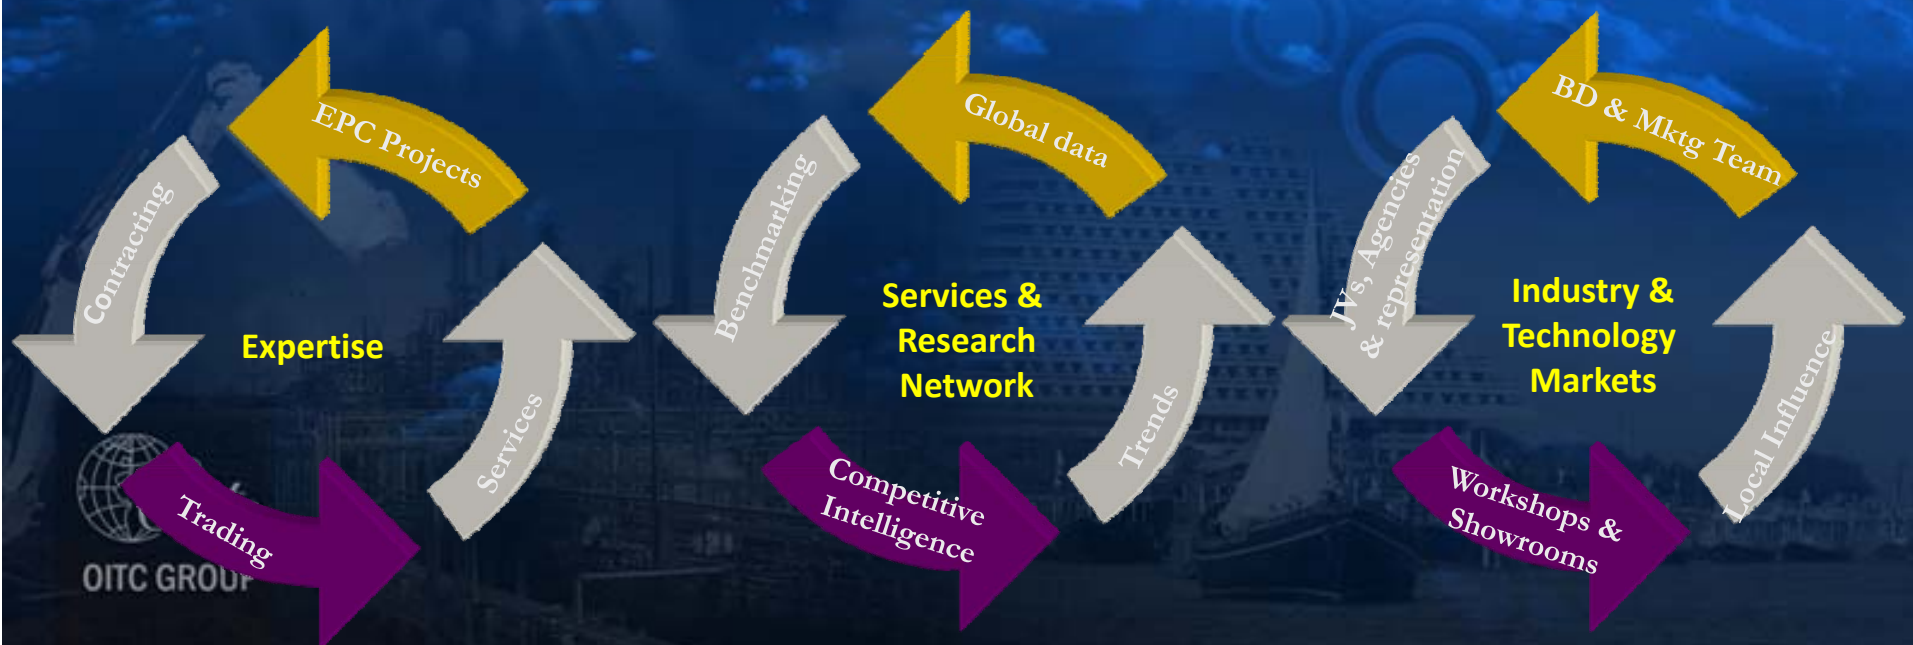 EPC Projects
Contracting
Expertise
Services
Trading
OITC GROUP
Global data
Benchmarking
Services &
Research
Network
Trends
Competitive
Intelligence
BD & Mktg Team
JVs, Agencies
& representation
Industry &
Technology
Markets
Local Influence
Workshops &
Showrooms